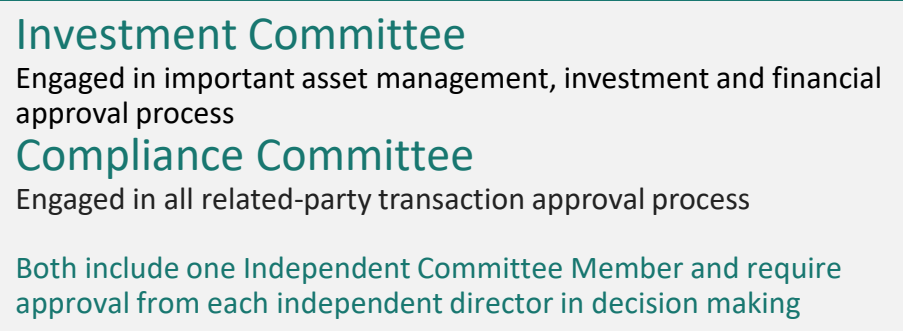 Investment Committee
Engaged in important asset management, investment and financial
approval process
Compliance Committee
Engaged in all related-party transaction approval process
Both include one Independent Committee Member and require
approval from each independent director in decision making